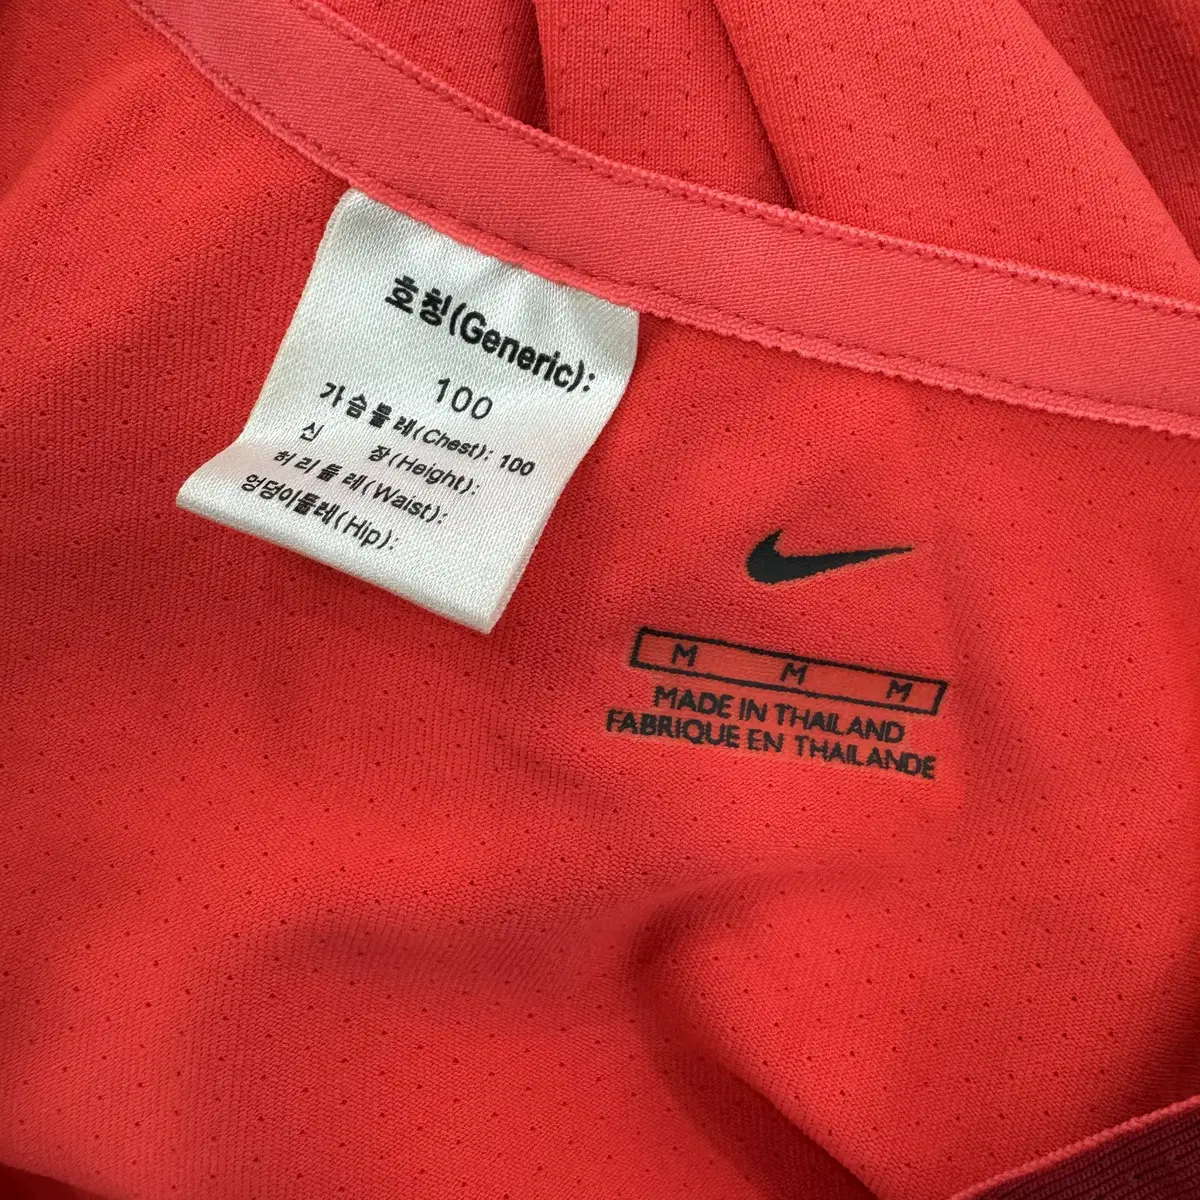 호칭(Generic):
100
가슴둘레(Chest): 100
신 장(Height):
허리둘레(Waist):
엉덩이둘레(Hip):
M M M
MADE IN THAILAND
FABRIQUE EN THAILANDE